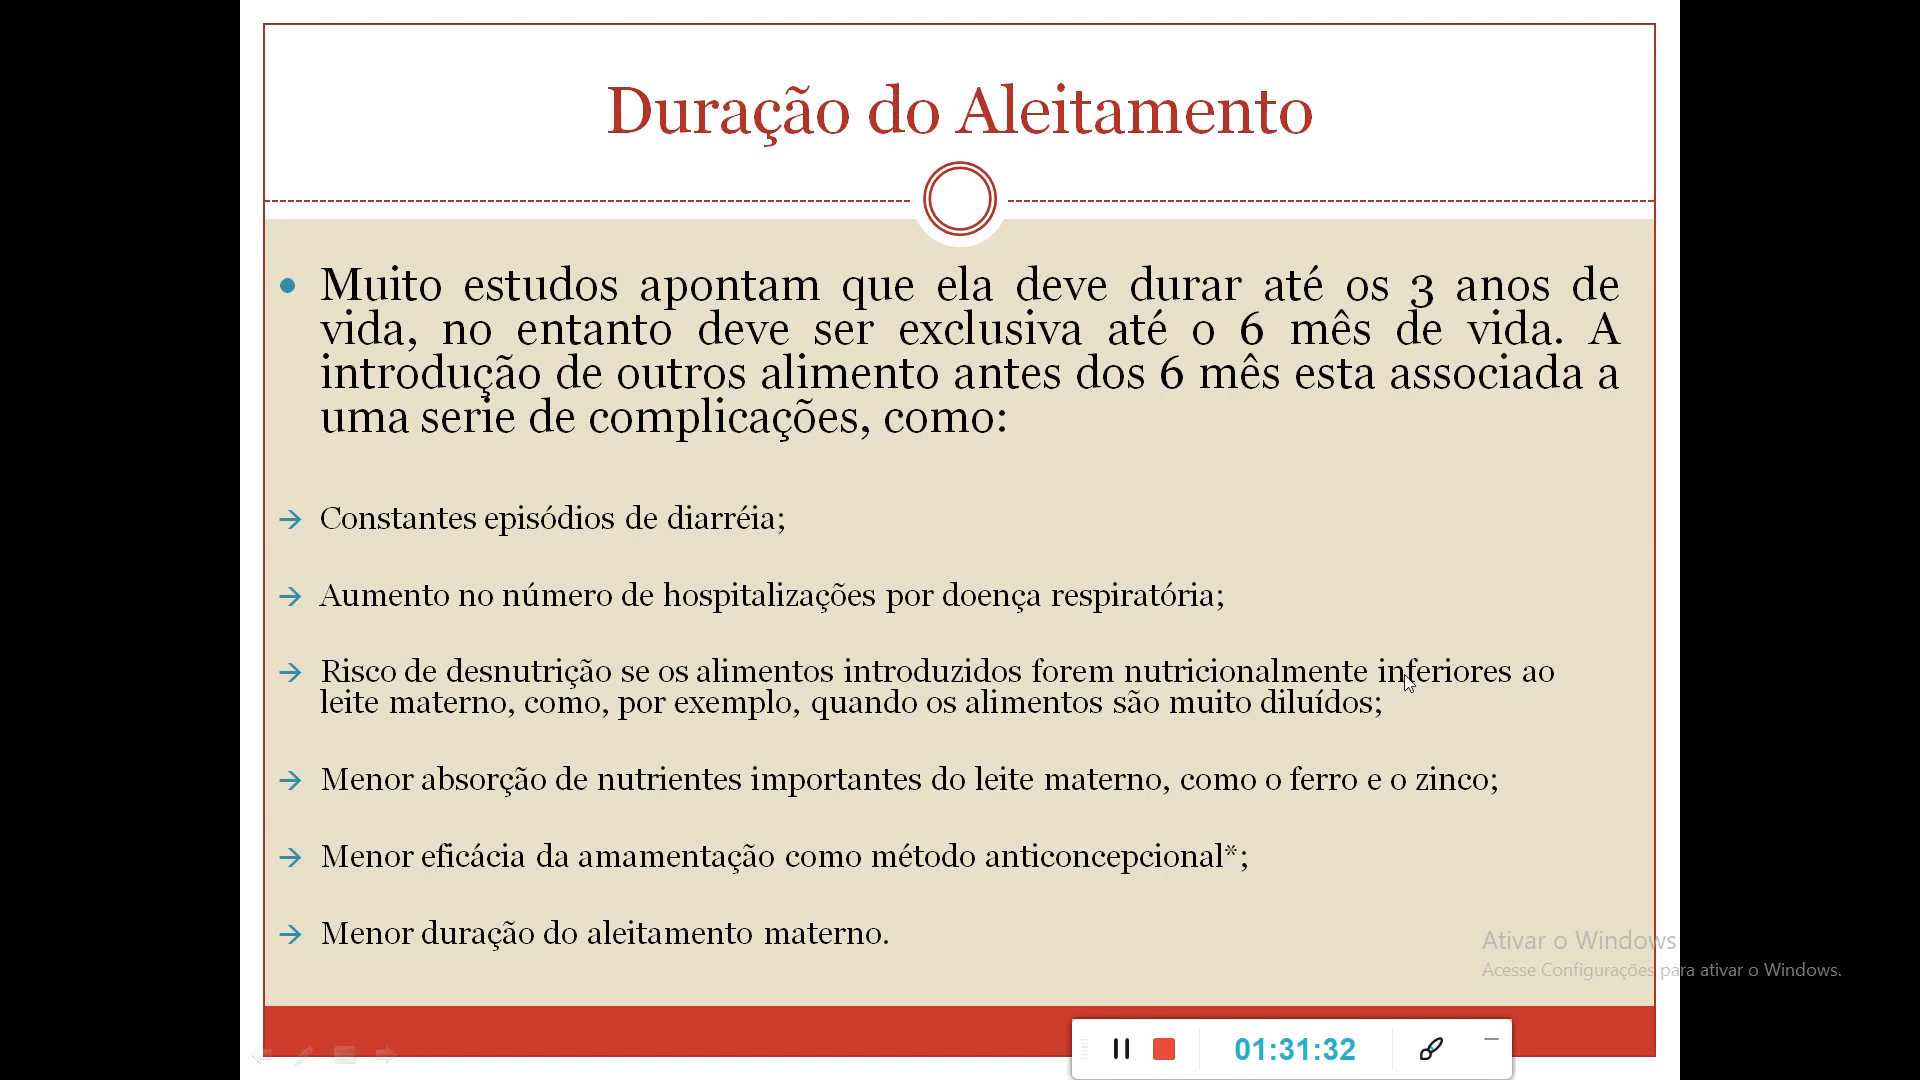 Duração do Aleitamento
Muito estudos apontam que ela deve durar até os 3 anos de
vida, no entanto deve ser exclusiva até o 6 mês de vida. A
introdução de outros alimento antes dos 6 mês esta associada a
uma serie de complicações, como:
Constantes episódios de diarréia;
Aumento no número de hospitalizações por doença respiratória;
Risco de desnutrição se os alimentos introduzidos forem nutricionalmente inferiores ao
leite materno, como, por exemplo, quando os alimentos são muito diluídos;
Menor absorção de nutrientes importantes do leite materno, como o ferro e o zinco;
Menor eficácia da amamentação como método anticoncepcional*;
Menor duração do aleitamento materno.
Ativar o Windows
Acesse Configurações para ativar o Windows.
01:31:32